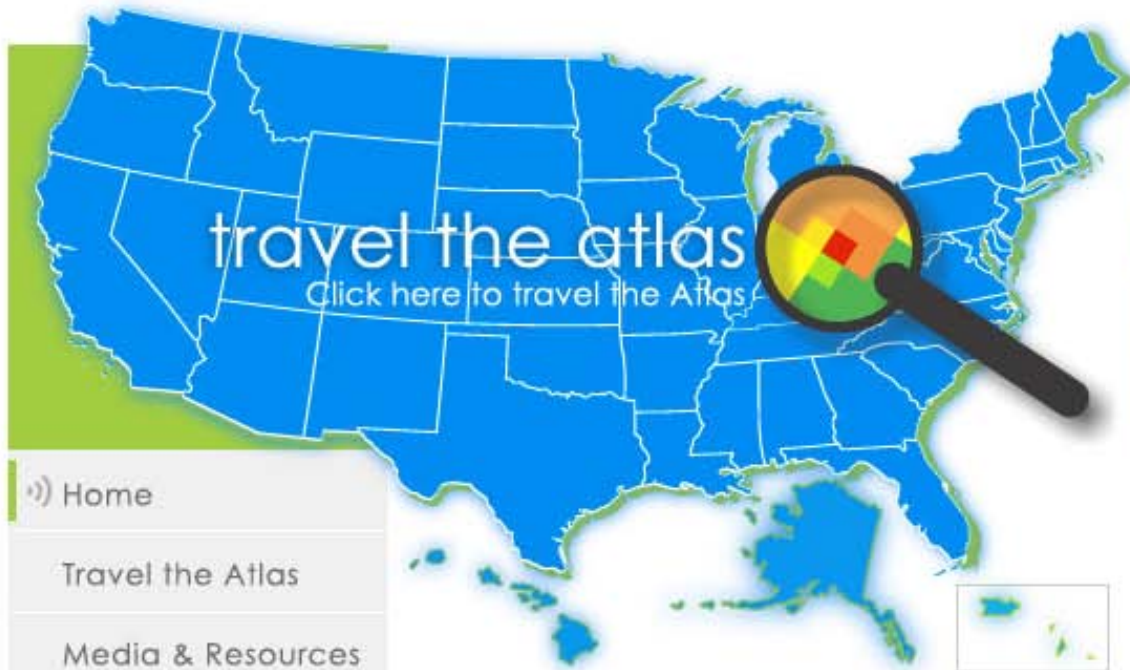 travel the atlas
Click here to travel the Atlas
Home
Travel the Atlas
Media & Resources